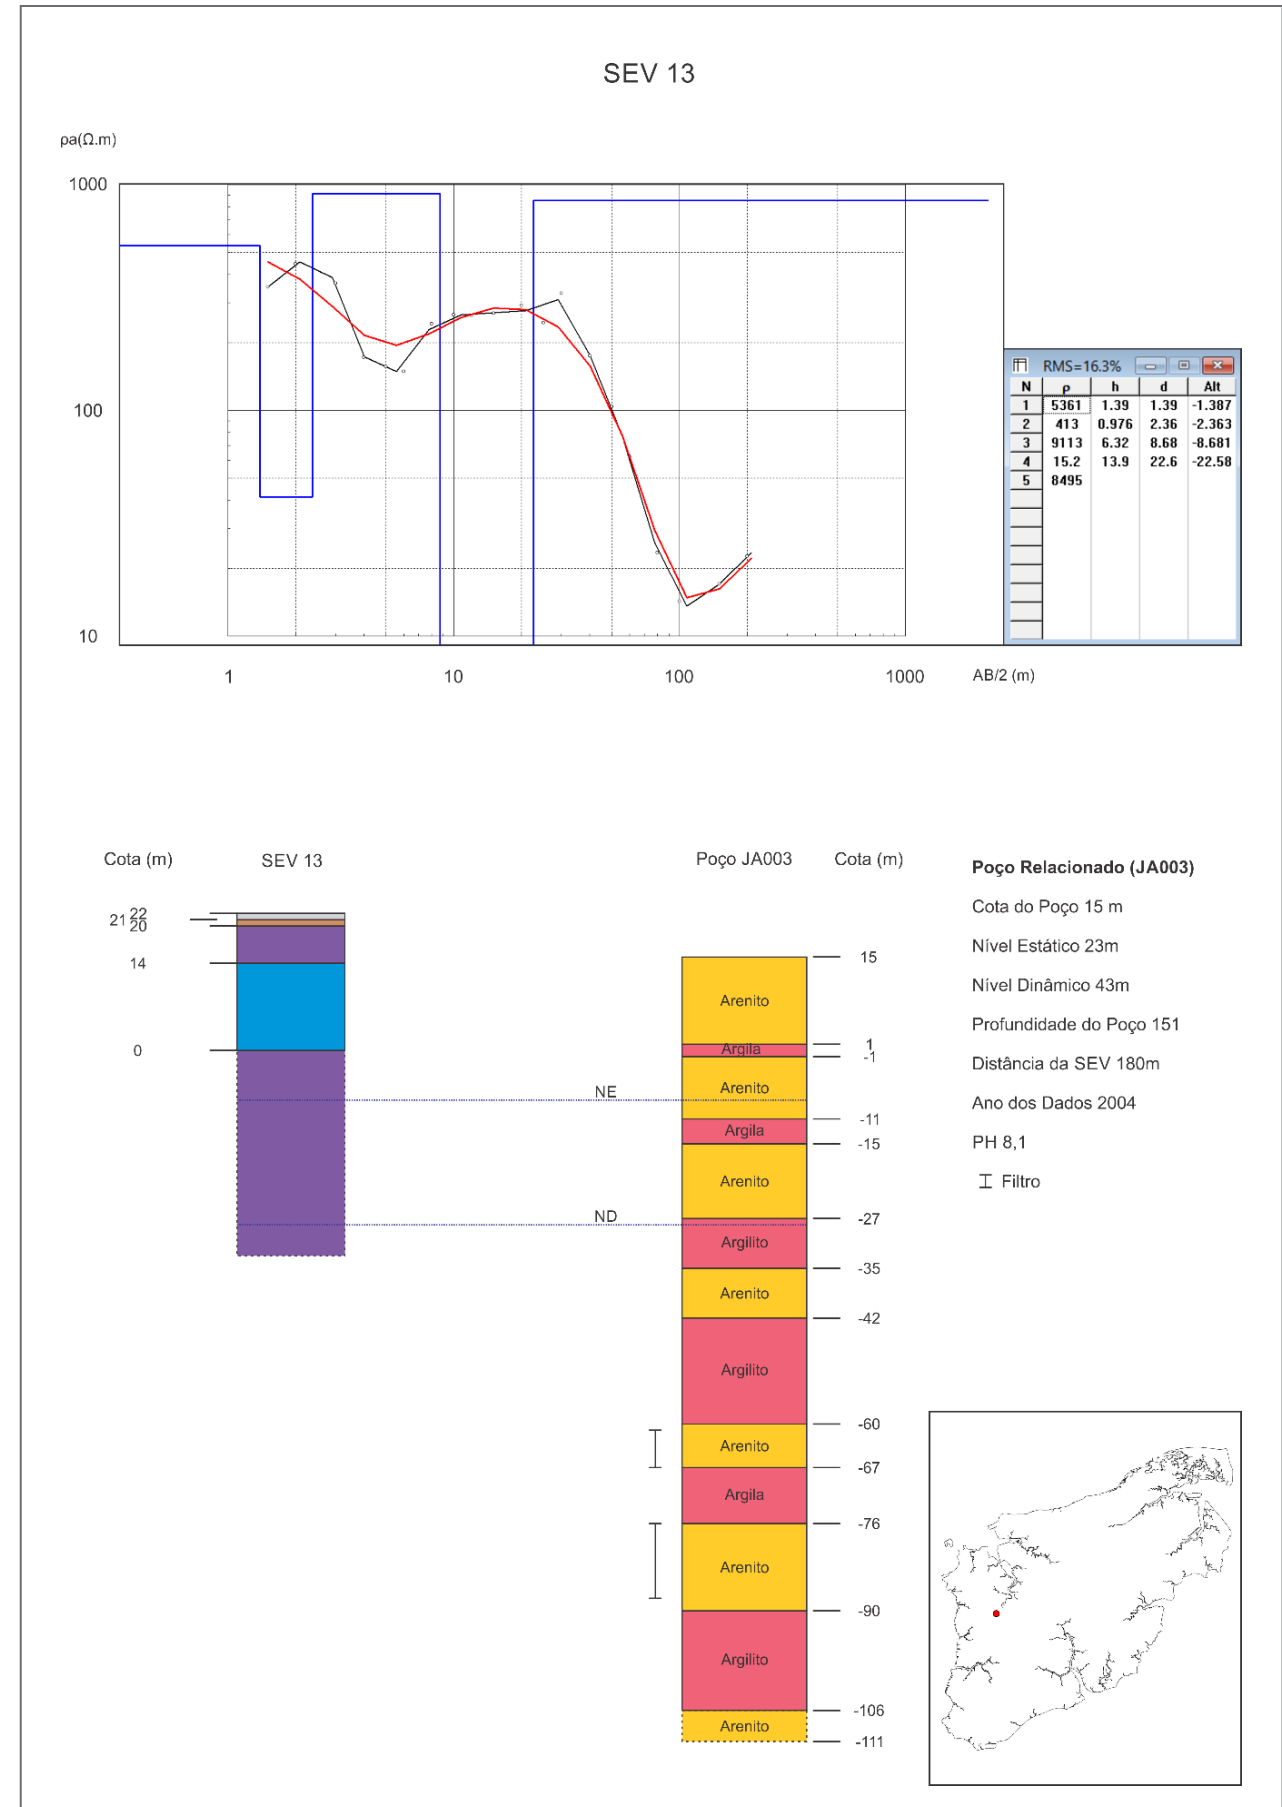 SEV 13
ρa(Ω.m)
1000
100
10
1 10 100 1000 AB/2 (m)
RMS=16.3%
N ρ h d Alt
1 5361 1.39 1.39 -1.387
2 413 0.976 2.36 -2.363
3 9113 6.32 8.68 -8.681
4 15.2 13.9 22.6 -22.58
5 8495
Cota (m) SEV 13
22
21
20
14
0
NE
ND
Poço JA003 Cota (m)
15
Arenito
1
Argila
-1
Arenito
-11
Argila
-15
Arenito
-27
Argilito
-35
Arenito
-42
Argilito
-60
Arenito
-67
Argila
-76
Arenito
-90
Argilito
-106
Arenito
-111
Poço Relacionado (JA003)
Cota do Poço 15 m
Nível Estático 23m
Nível Dinâmico 43m
Profundidade do Poço 151
Distância da SEV 180m
Ano dos Dados 2004
PH 8,1
Filtro